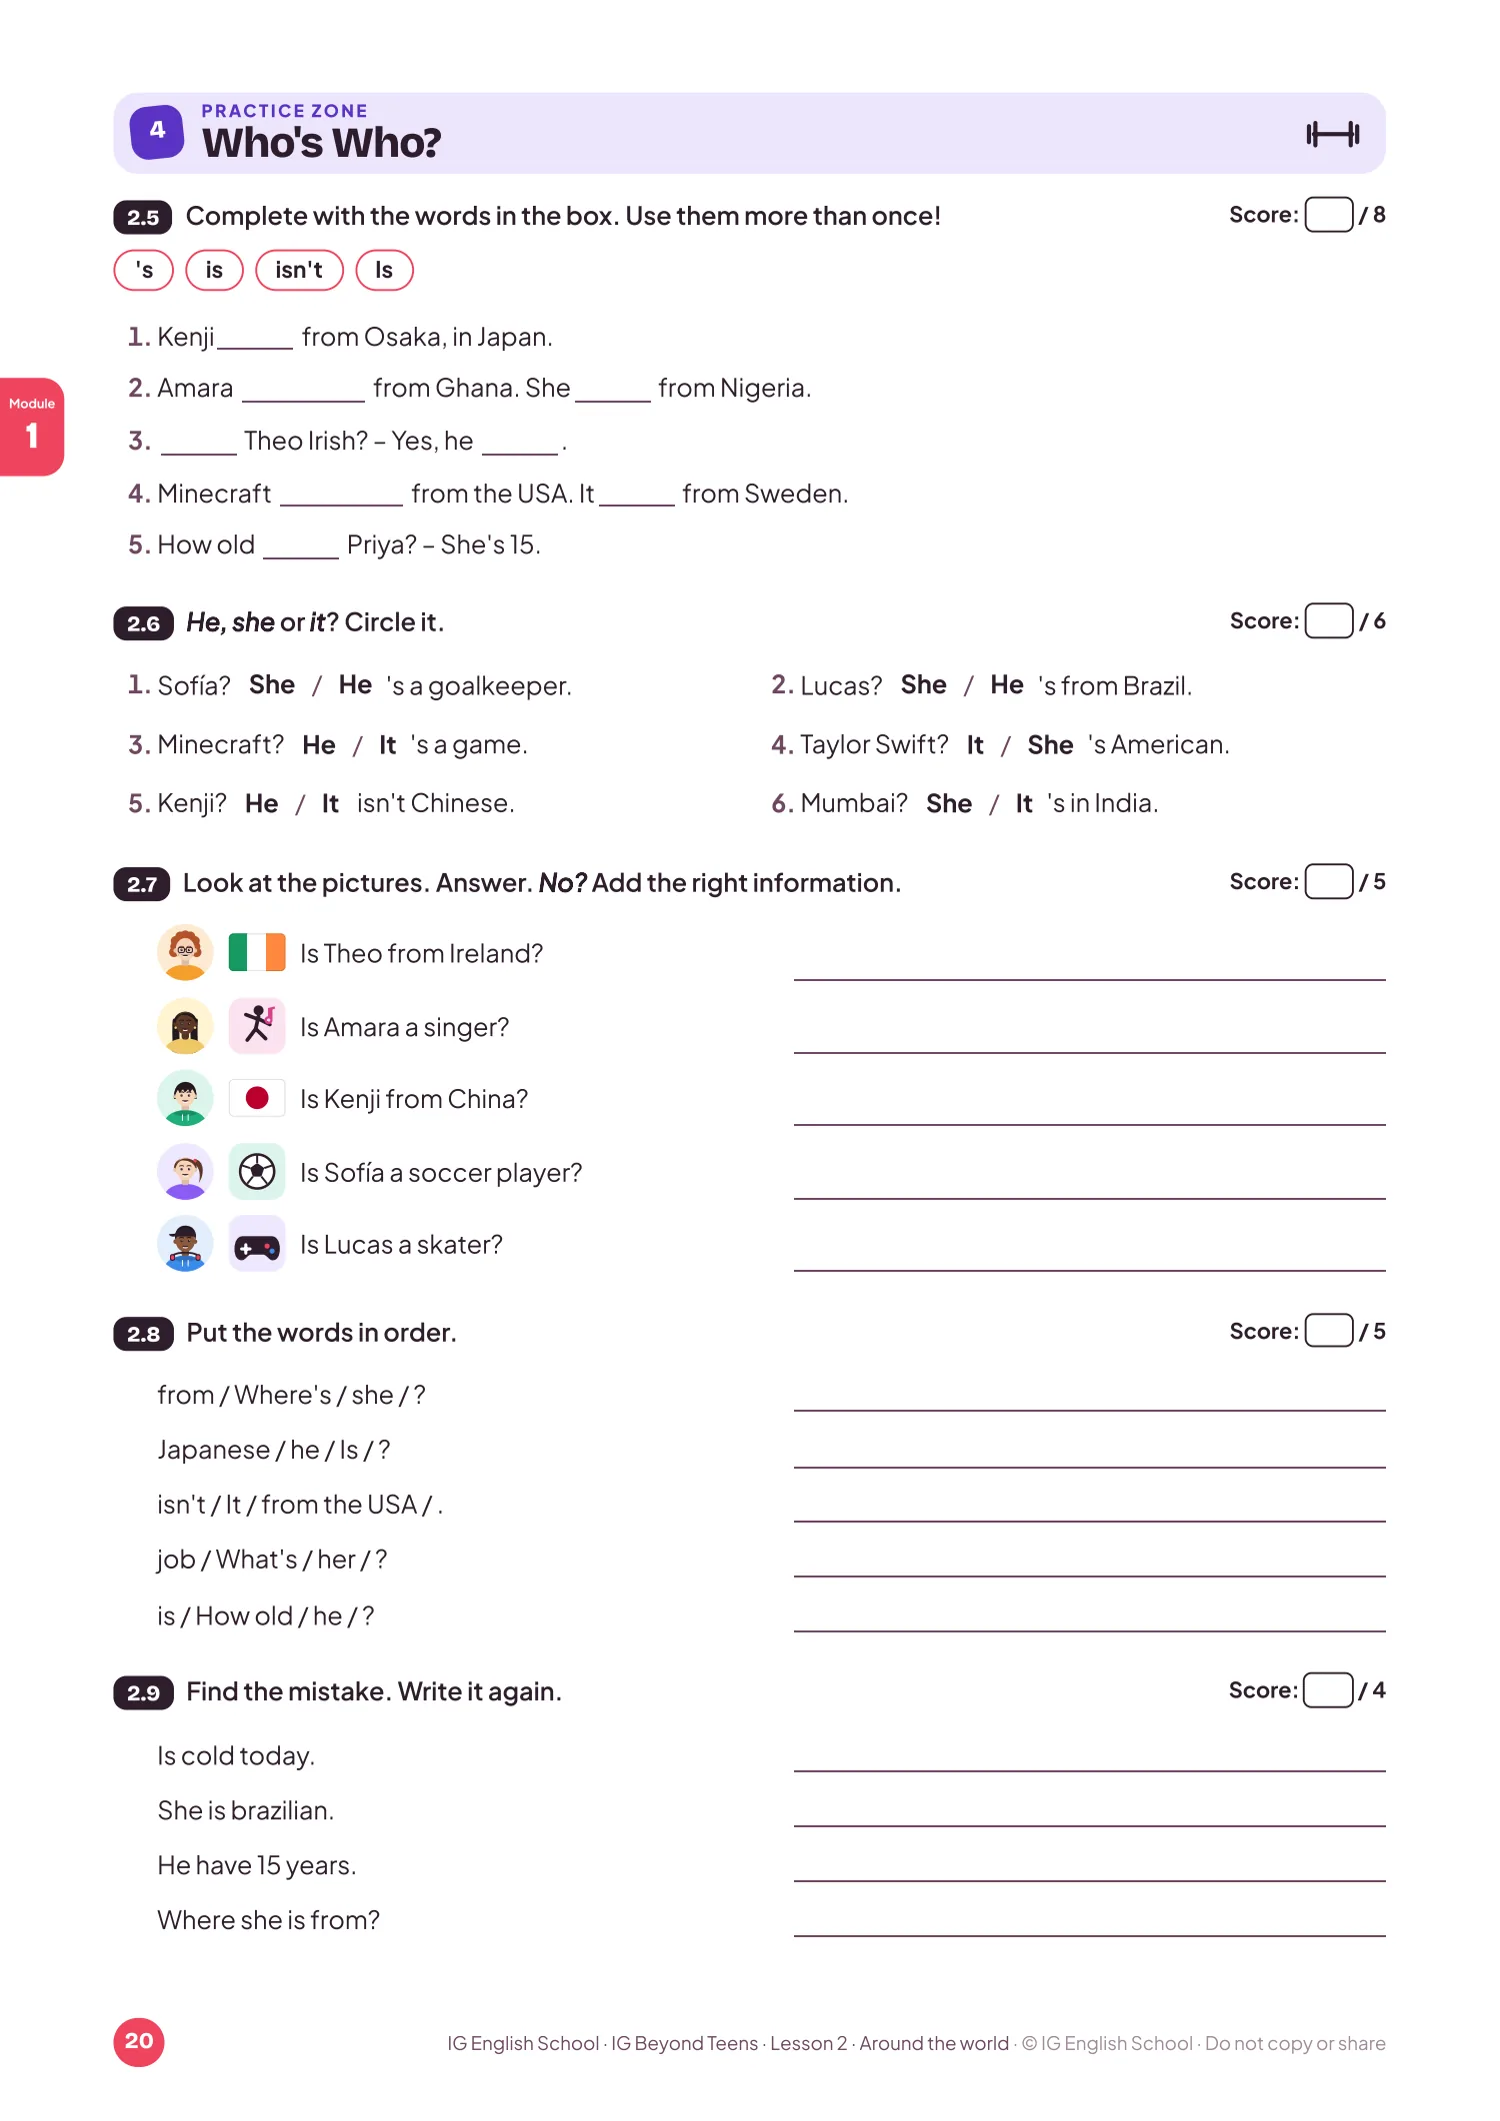 4
PRACTICE ZONE
Who's Who?
2.5 Complete with the words in the box. Use them more than once! Score: / 8
's is isn't Is
1. Kenji______ from Osaka, in Japan.
2. Amara __________ from Ghana. She______ from Nigeria.
Module
1
3. ______ Theo Irish? – Yes, he ______.
4. Minecraft __________ from the USA. It______ from Sweden.
5. How old ______ Priya? – She's 15.
2.6 He, she or it? Circle it. Score: / 6
1. Sofía? She / He 's a goalkeeper. 2. Lucas? She / He 's from Brazil.
3. Minecraft? He / It 's a game. 4. Taylor Swift? It / She 's American.
5. Kenji? He / It isn't Chinese. 6. Mumbai? She / It 's in India.
2.7 Look at the pictures. Answer. No? Add the right information. Score: / 5
Is Theo from Ireland?
Is Amara a singer?
Is Kenji from China?
Is Sofía a soccer player?
Is Lucas a skater?
2.8 Put the words in order. Score: / 5
from / Where's / she / ?
Japanese / he / Is / ?
isn't / It / from the USA / .
job / What's / her / ?
is / How old / he / ?
2.9 Find the mistake. Write it again. Score: / 4
Is cold today.
She is brazilian.
He have 15 years.
Where she is from?
20 IG English School · IG Beyond Teens · Lesson 2 · Around the world · © IG English School · Do not copy or share